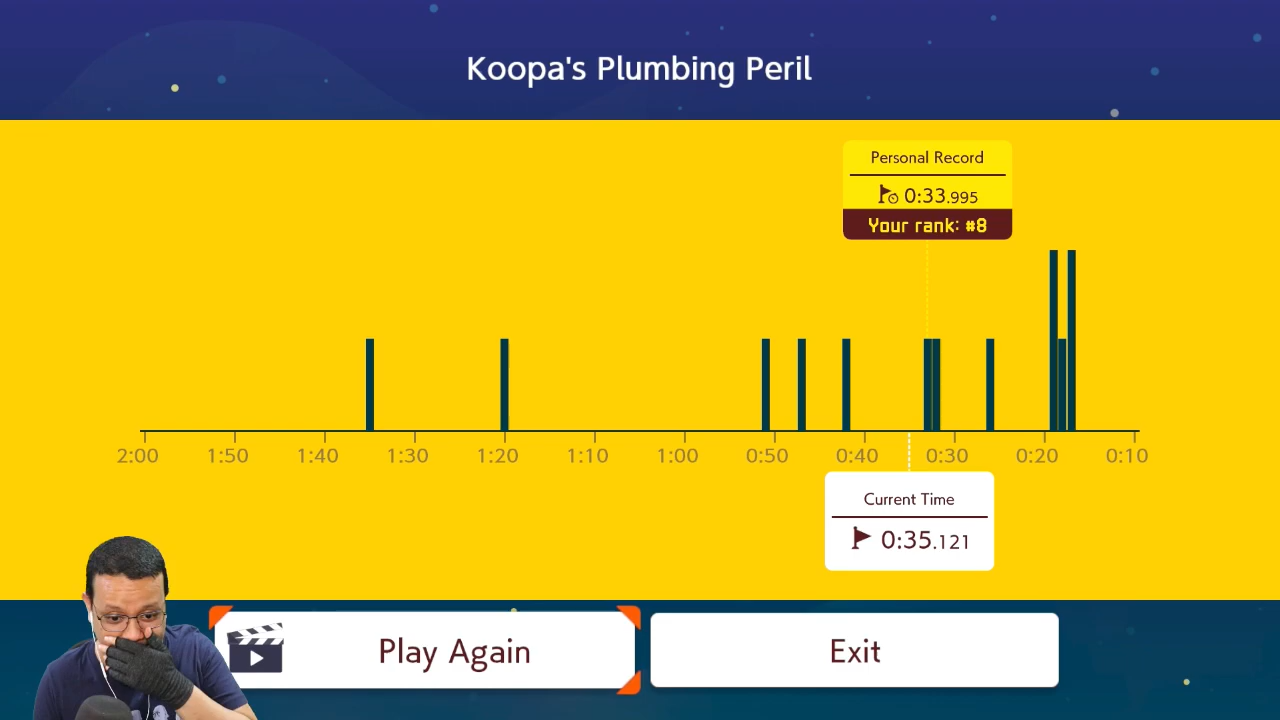 Koopa's Plumbing Peril
Personal Record
0:33.995
Your rank: #8
2:00 1:50 1:40 1:30 1:20 1:10 1:00 0:50 0:40 0:30 0:20 0:10
Current Time
0:35.121
Play Again
Exit